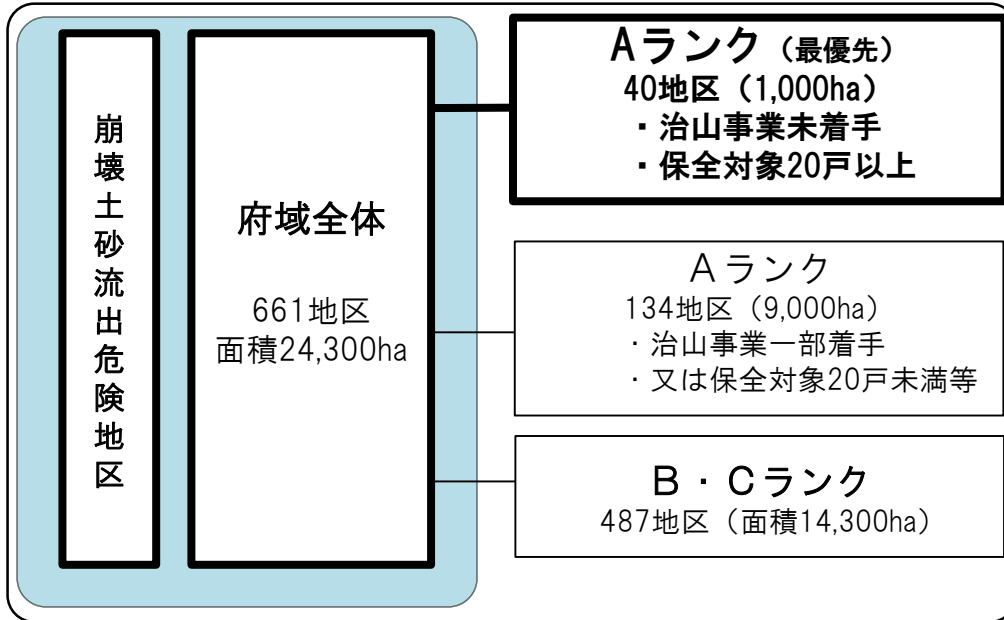 崩壊土砂流出危険地区
府域全体
661地区
面積24,300ha
Aランク（最優先）
40地区（1,000ha）
・治山事業未着手
・保全対象20戸以上
Aランク
134地区（9,000ha）
・治山事業一部着手
・又は保全対象20戸未満等
B・Cランク
487地区（面積14,300ha）